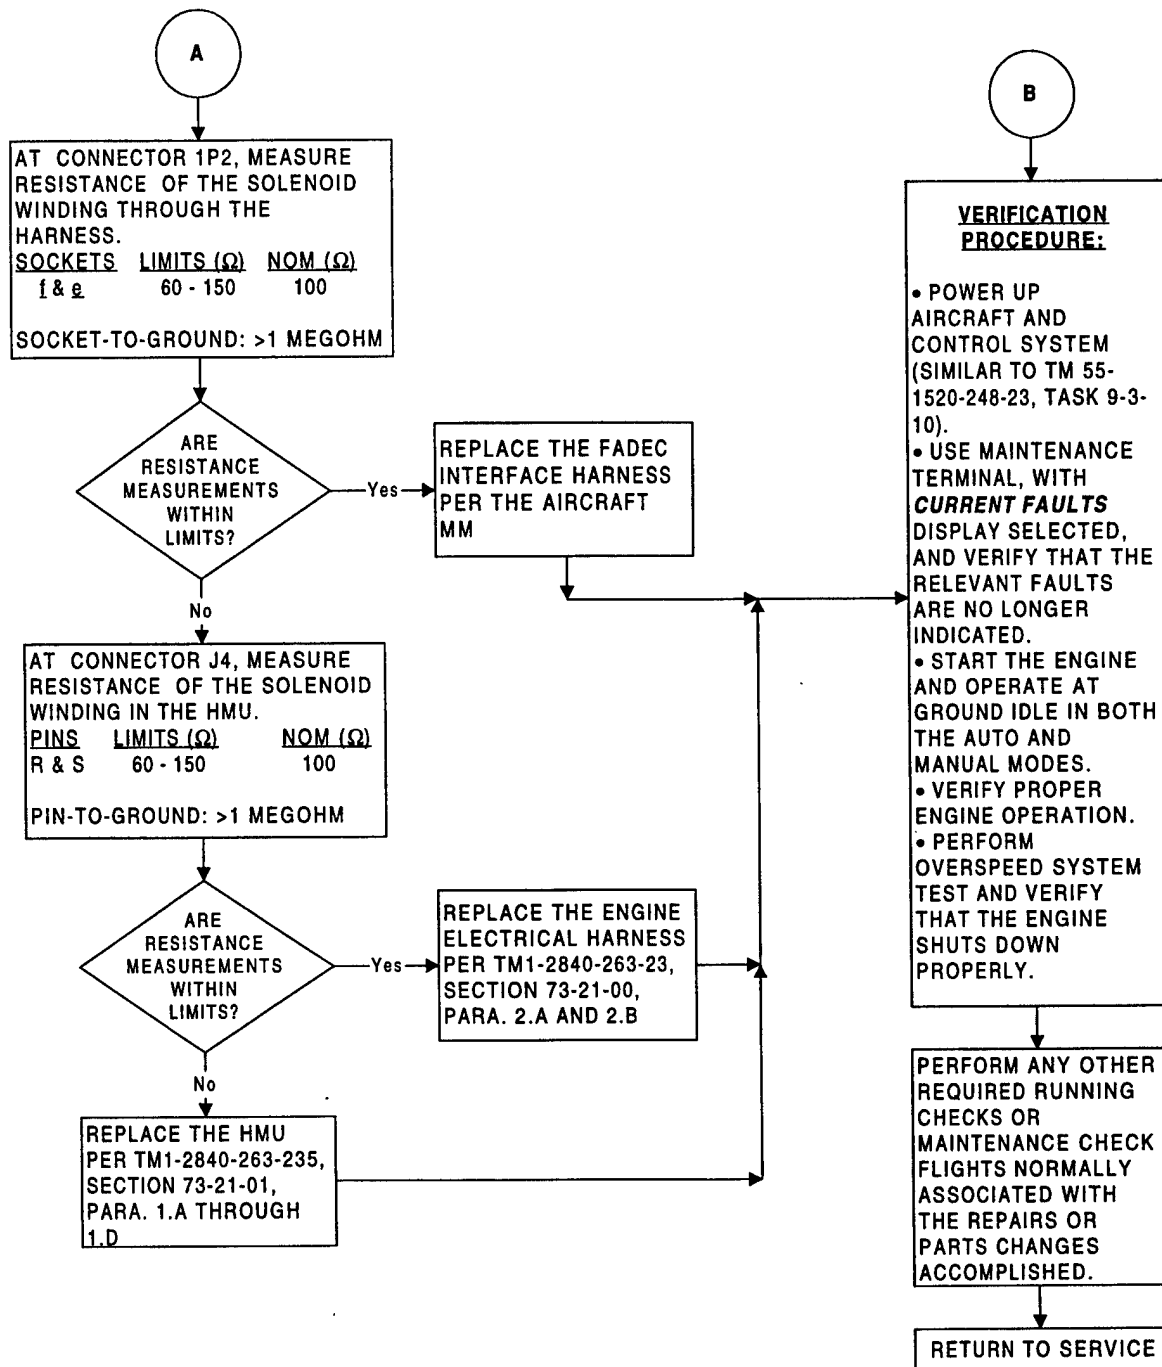 A
AT CONNECTOR 1P2, MEASURE
RESISTANCE OF THE SOLENOID
WINDING THROUGH THE
HARNESS.
SOCKETS LIMITS (Ω) NOM (Ω)
f & e 60 - 150 100
SOCKET-TO-GROUND: >1 MEGOHM
ARE
RESISTANCE
MEASUREMENTS
WITHIN
LIMITS?
Yes
REPLACE THE FADEC
INTERFACE HARNESS
PER THE AIRCRAFT
MM
No
AT CONNECTOR J4, MEASURE
RESISTANCE OF THE SOLENOID
WINDING IN THE HMU.
PINS LIMITS (Ω) NOM (Ω)
R & S 60 - 150 100
PIN-TO-GROUND: >1 MEGOHM
ARE
RESISTANCE
MEASUREMENTS
WITHIN
LIMITS?
Yes
REPLACE THE ENGINE
ELECTRICAL HARNESS
PER TM1-2840-263-23,
SECTION 73-21-00,
PARA. 2.A AND 2.B
No
REPLACE THE HMU
PER TM1-2840-263-235,
SECTION 73-21-01,
PARA. 1.A THROUGH
1.D
B
VERIFICATION
PROCEDURE:
• POWER UP
AIRCRAFT AND
CONTROL SYSTEM
(SIMILAR TO TM 55-
1520-248-23, TASK 9-3-
10).
• USE MAINTENANCE
TERMINAL, WITH
CURRENT FAULTS
DISPLAY SELECTED,
AND VERIFY THAT THE
RELEVANT FAULTS
ARE NO LONGER
INDICATED.
• START THE ENGINE
AND OPERATE AT
GROUND IDLE IN BOTH
THE AUTO AND
MANUAL MODES.
• VERIFY PROPER
ENGINE OPERATION.
• PERFORM
OVERSPEED SYSTEM
TEST AND VERIFY
THAT THE ENGINE
SHUTS DOWN
PROPERLY.
PERFORM ANY OTHER
REQUIRED RUNNING
CHECKS OR
MAINTENANCE CHECK
FLIGHTS NORMALLY
ASSOCIATED WITH
THE REPAIRS OR
PARTS CHANGES
ACCOMPLISHED.
RETURN TO SERVICE